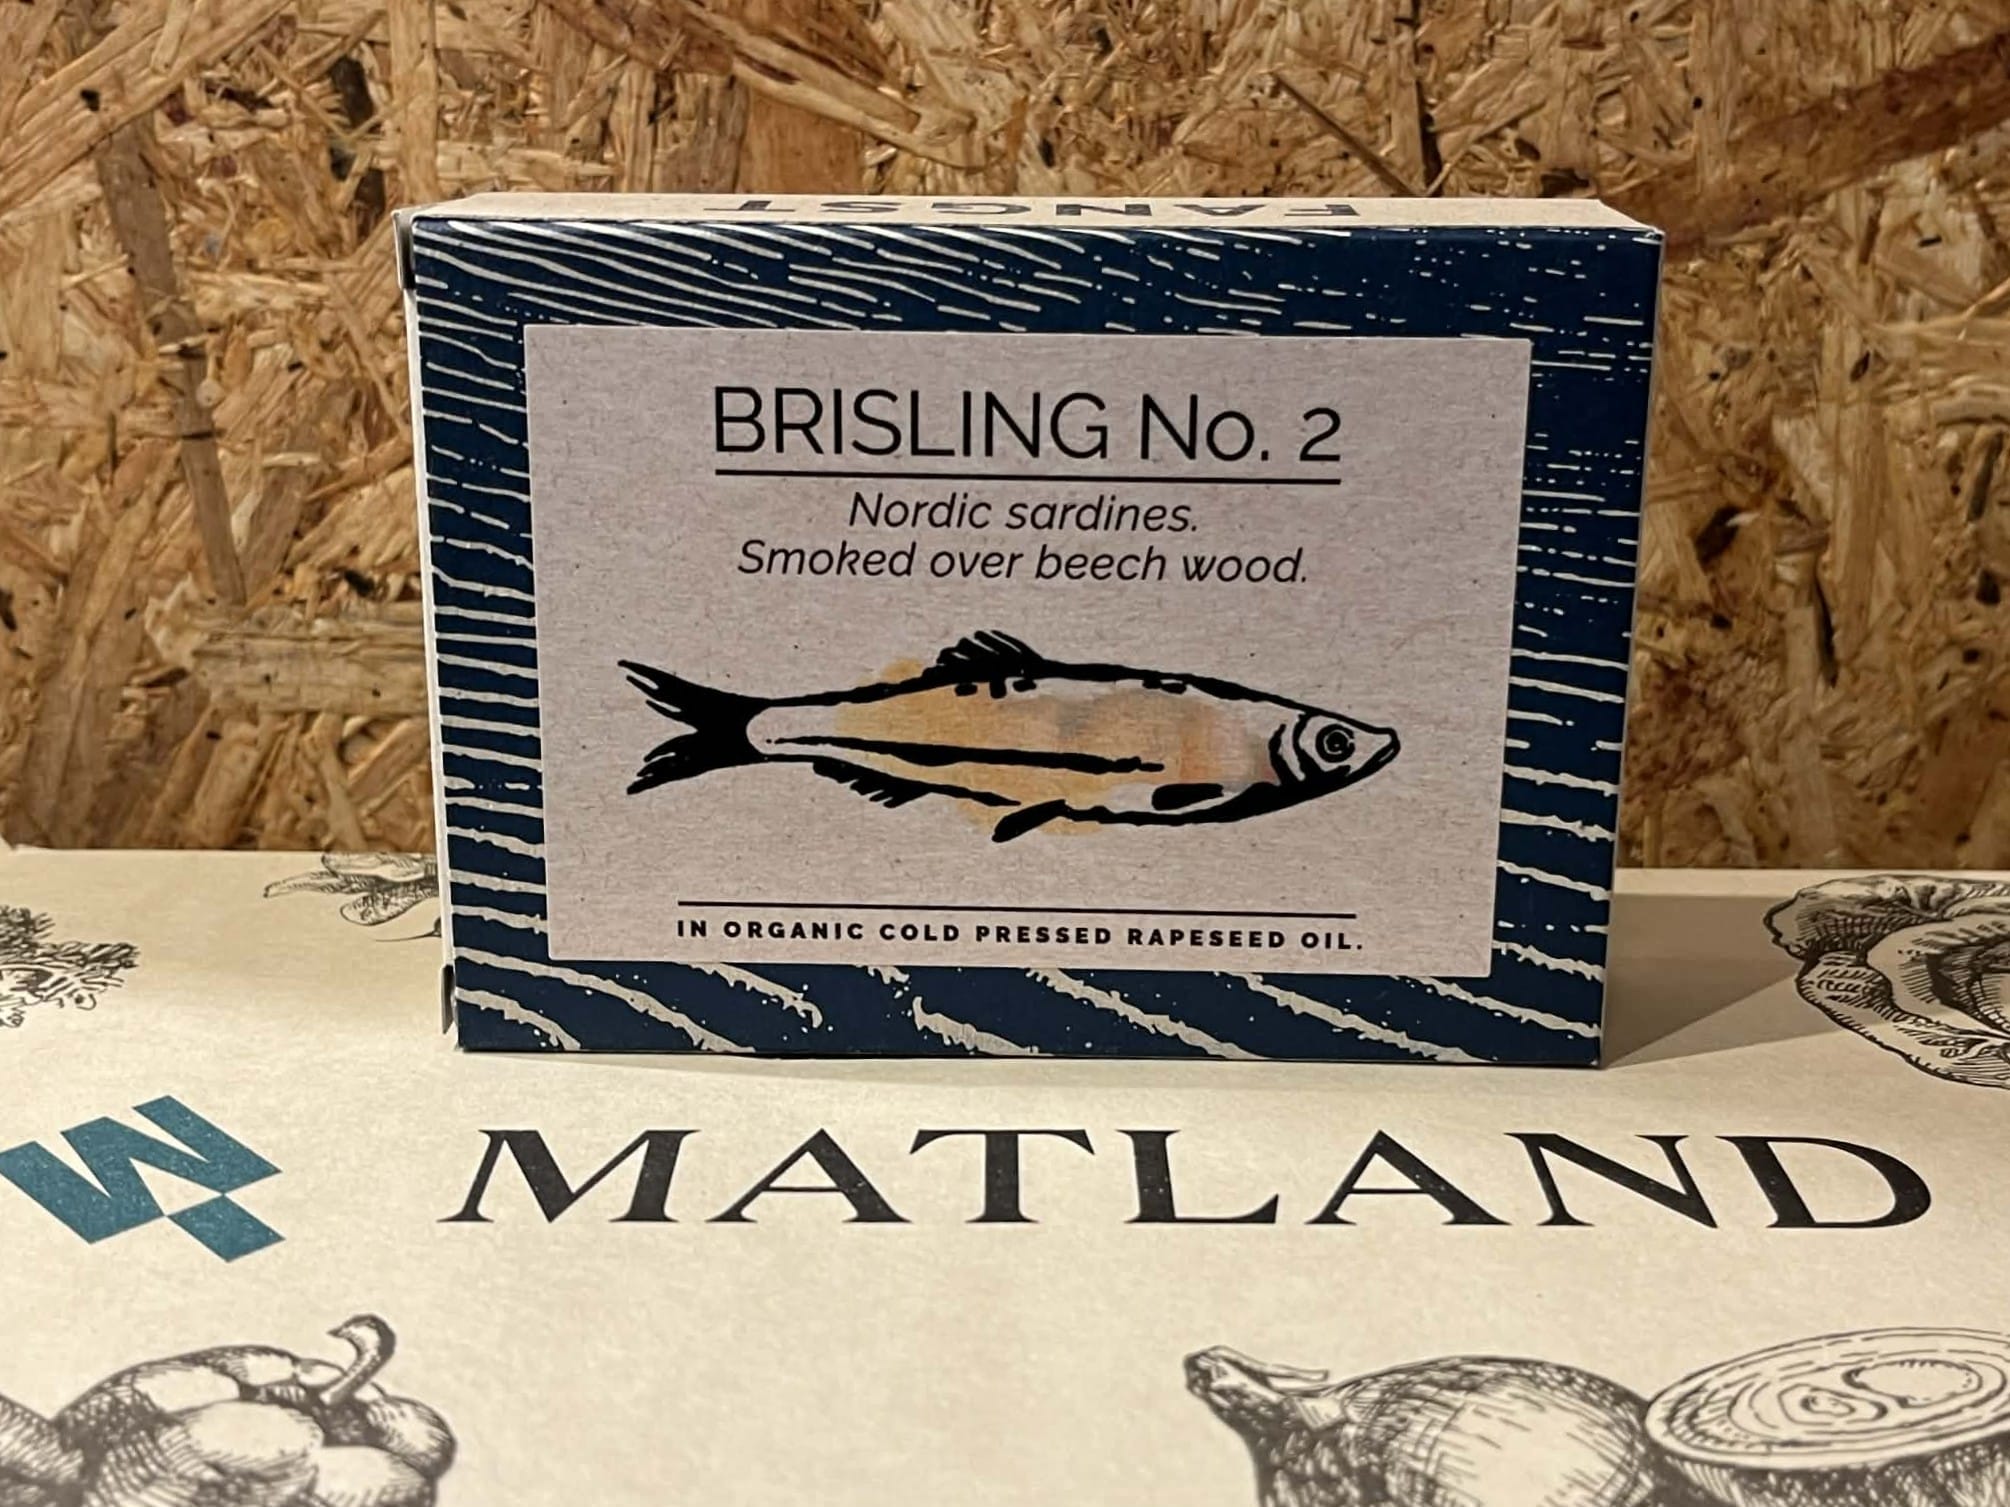 FANGST
BRISLING No. 2
Nordic sardines.
Smoked over beech wood.
IN ORGANIC COLD PRESSED RAPESEED OIL.
MATLAND